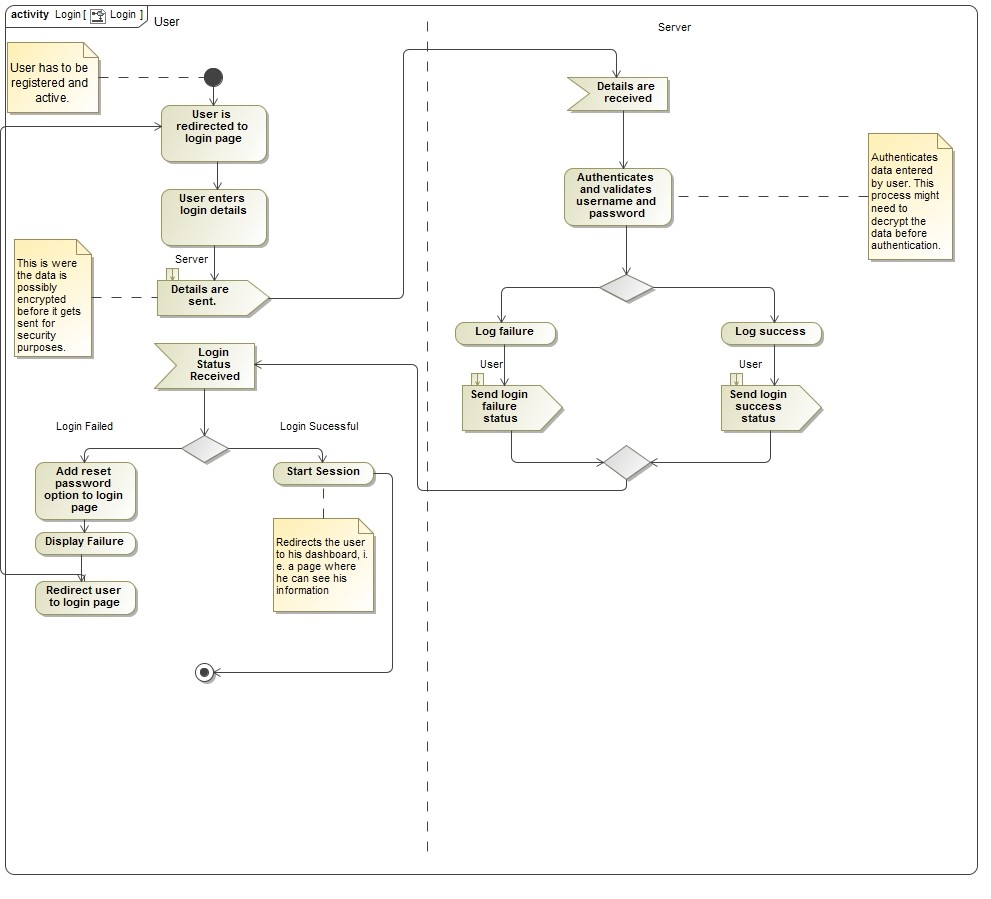 activity Login [ Login ]
User
Server
User has to be
registered and
active.
User is
redirected to
login page
User enters
login details
Server
Details are
sent.
This is were
the data is
possibly
encrypted
before it gets
sent for
security
purposes.
Login
Status
Received
Login Failed
Login Sucessful
Add reset
password
option to login
page
Display Failure
Redirect user
to login page
Start Session
Redirects the user
to his dashboard, i.
e. a page where
he can see his
information
Details are
received
Authenticates
and validates
username and
password
Authenticates
data entered
by user. This
process might
need to
decrypt the
data before
authentication.
Log failure
Log success
User
User
Send login
failure
status
Send login
success
status